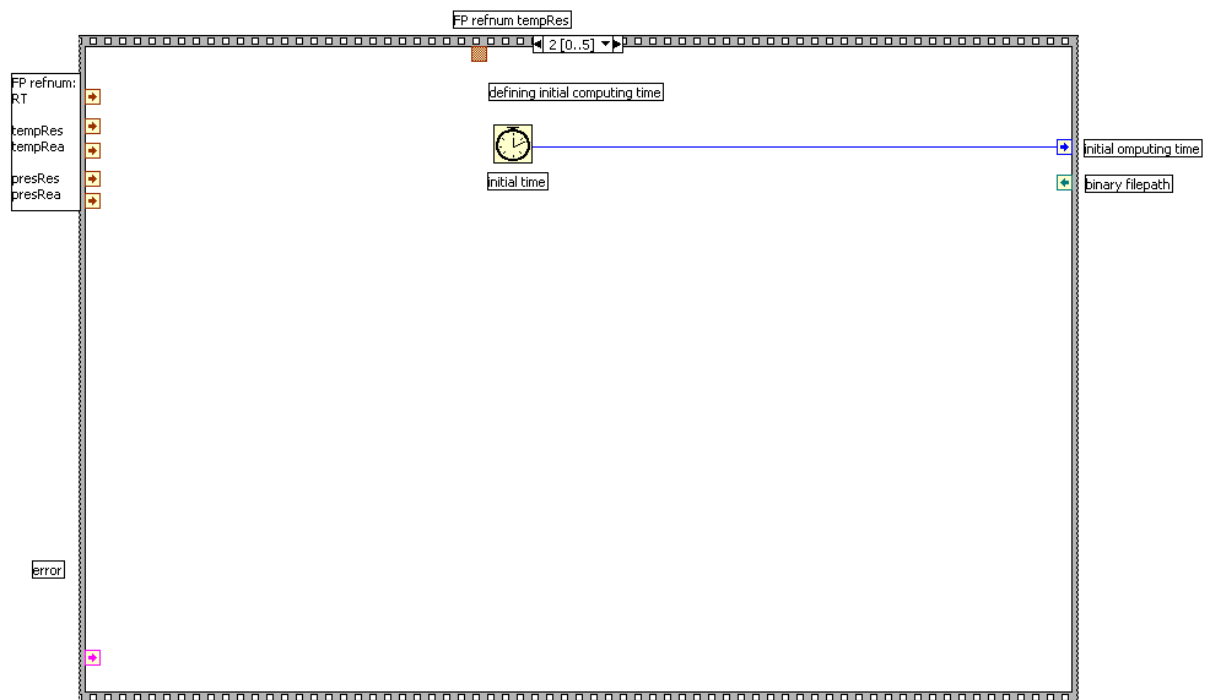 FP refnum tempRes
2 [0..5]
FP refnum:
RT
tempRes
tempRea
presRes
presRea
defining initial computing time
initial time
initial omputing time
binary filepath
error